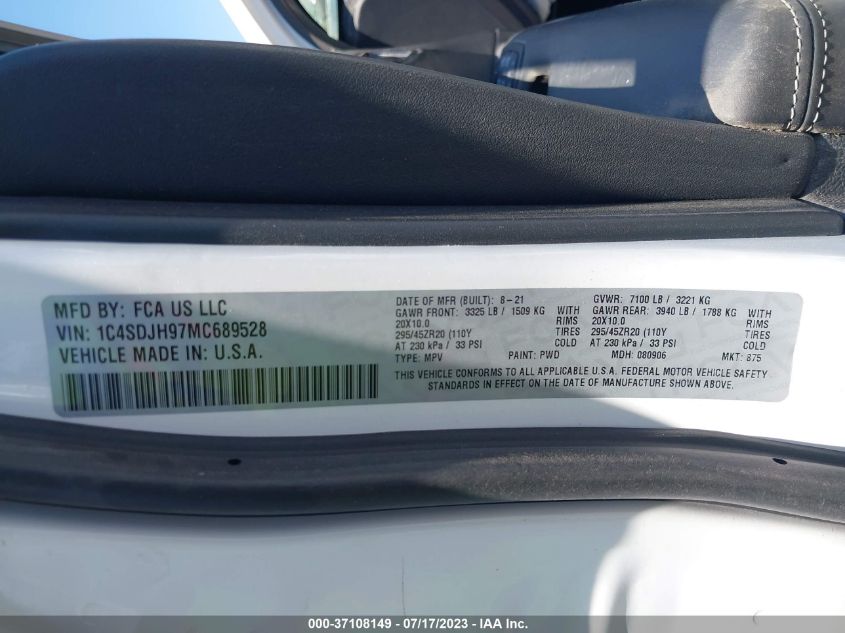 MFD BY: FCA US LLC
VIN: 1C4SDJH97MC689528
VEHICLE MADE IN: U.S.A.
DATE OF MFR (BUILT): 8-21 GVWR: 7100 LB / 3221 KG
GAWR FRONT: 3325 LB / 1509 KG WITH GAWR REAR: 3940 LB / 1788 KG WITH
20X10.0 RIMS 20X10.0 RIMS
295/45ZR20 (110Y TIRES 295/45ZR20 (110Y TIRES
AT 230 kPa / 33 PSI COLD AT 230 kPa / 33 PSI COLD
TYPE: MPV PAINT: PWD MDH: 080906 MKT: 875
THIS VEHICLE CONFORMS TO ALL APPLICABLE U.S.A. FEDERAL MOTOR VEHICLE SAFETY
STANDARDS IN EFFECT ON THE DATE OF MANUFACTURE SHOWN ABOVE.
000-37108149 - 07/17/2023 - IAA Inc.